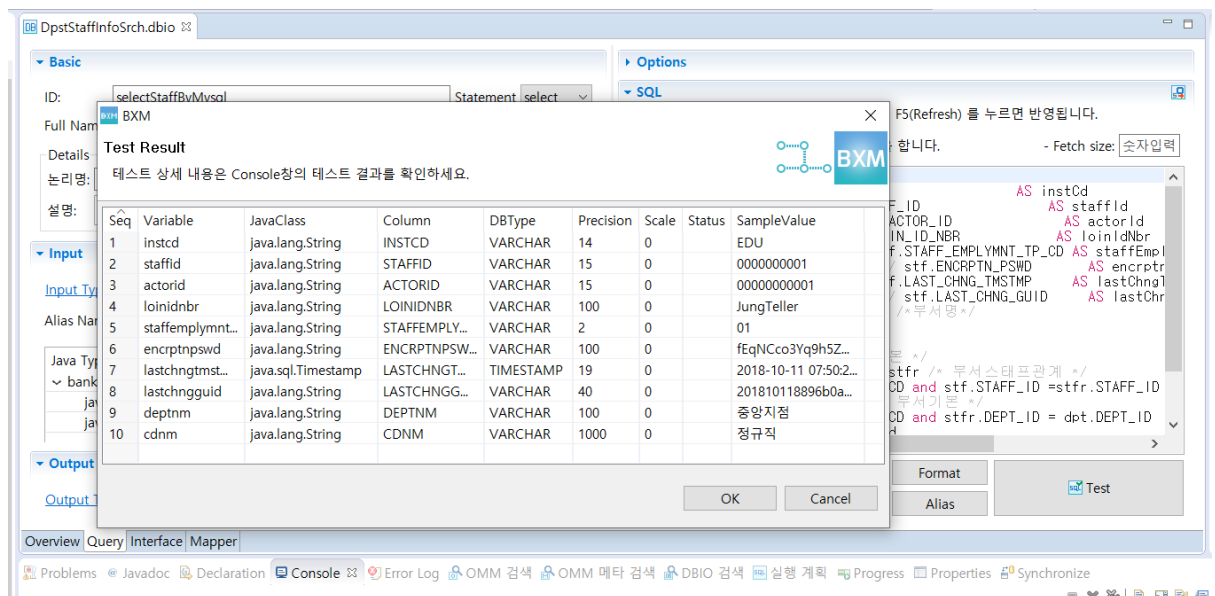 DpstStaffInfoSrch.dbio
Basic
ID: selectStaffByMysql Statement select
Full Nam
Details
논리명:
설명:
Input
Input Ty
Alias Nar
Java Typ
bank
ja
ja
Output
Output T
Options
SQL
F5(Refresh) 를 누르면 반영됩니다.
합니다. - Fetch size: 숫자입력
AS instCd
F_ID AS staffId
ACTOR_ID AS actorId
IN_ID_NBR AS loinIdNbr
f.STAFF_EMPLYMNT_TP_CD AS staffEmpl
stf.ENCRPTN_PSWD AS encrptr
f.LAST_CHNG_TMSTMP AS lastChngT
stf.LAST_CHNG_GUID AS lastChr
/*부서명*/
본 */
stfr /* 부서스태프관계 */
CD and stf.STAFF_ID =stfr.STAFF_ID
부서기본 */
CD and stfr.DEPT_ID = dpt.DEPT_ID
Format
Alias
Test
BXM BXM
Test Result
테스트 상세 내용은 Console창의 테스트 결과를 확인하세요.
BXM
Seq Variable JavaClass Column DBType Precision Scale Status SampleValue
1 instcd java.lang.String INSTCD VARCHAR 14 0 EDU
2 staffid java.lang.String STAFFID VARCHAR 15 0 0000000001
3 actorid java.lang.String ACTORID VARCHAR 15 0 00000000001
4 loinidnbr java.lang.String LOINIDNBR VARCHAR 100 0 JungTeller
5 staffemplymnt... java.lang.String STAFFEMPLY... VARCHAR 2 0 01
6 encrptnpswd java.lang.String ENCRPTNPSW... VARCHAR 100 0 fEqNCco3Yq9h5Z...
7 lastchngtmst... java.sql.Timestamp LASTCHNGT... TIMESTAMP 19 0 2018-10-11 07:50:2...
8 lastchngguid java.lang.String LASTCHNGG... VARCHAR 40 0 201810118896b0a...
9 deptnm java.lang.String DEPTNM VARCHAR 100 0 중앙지점
10 cdnm java.lang.String CDNM VARCHAR 1000 0 정규직
OK Cancel
Overview Query Interface Mapper
Problems Javadoc Declaration Console Error Log OMM 검색 OMM 메타 검색 DBIO 검색 실행 계획 Progress Properties Synchronize